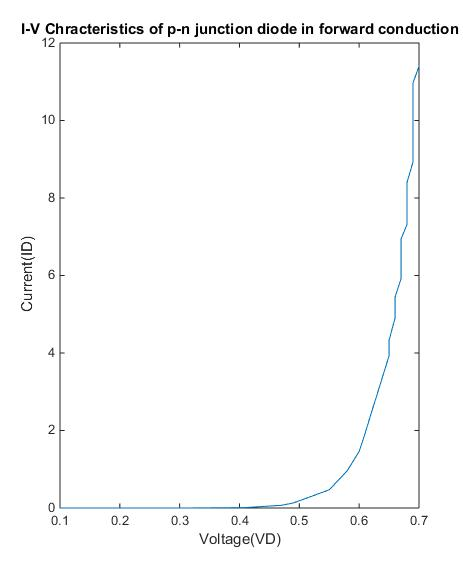 I-V Chracteristics of p-n junction diode in forward conduction
12
10
8
6
4
2
0
Current(ID)
0.1 0.2 0.3 0.4 0.5 0.6 0.7
Voltage(VD)